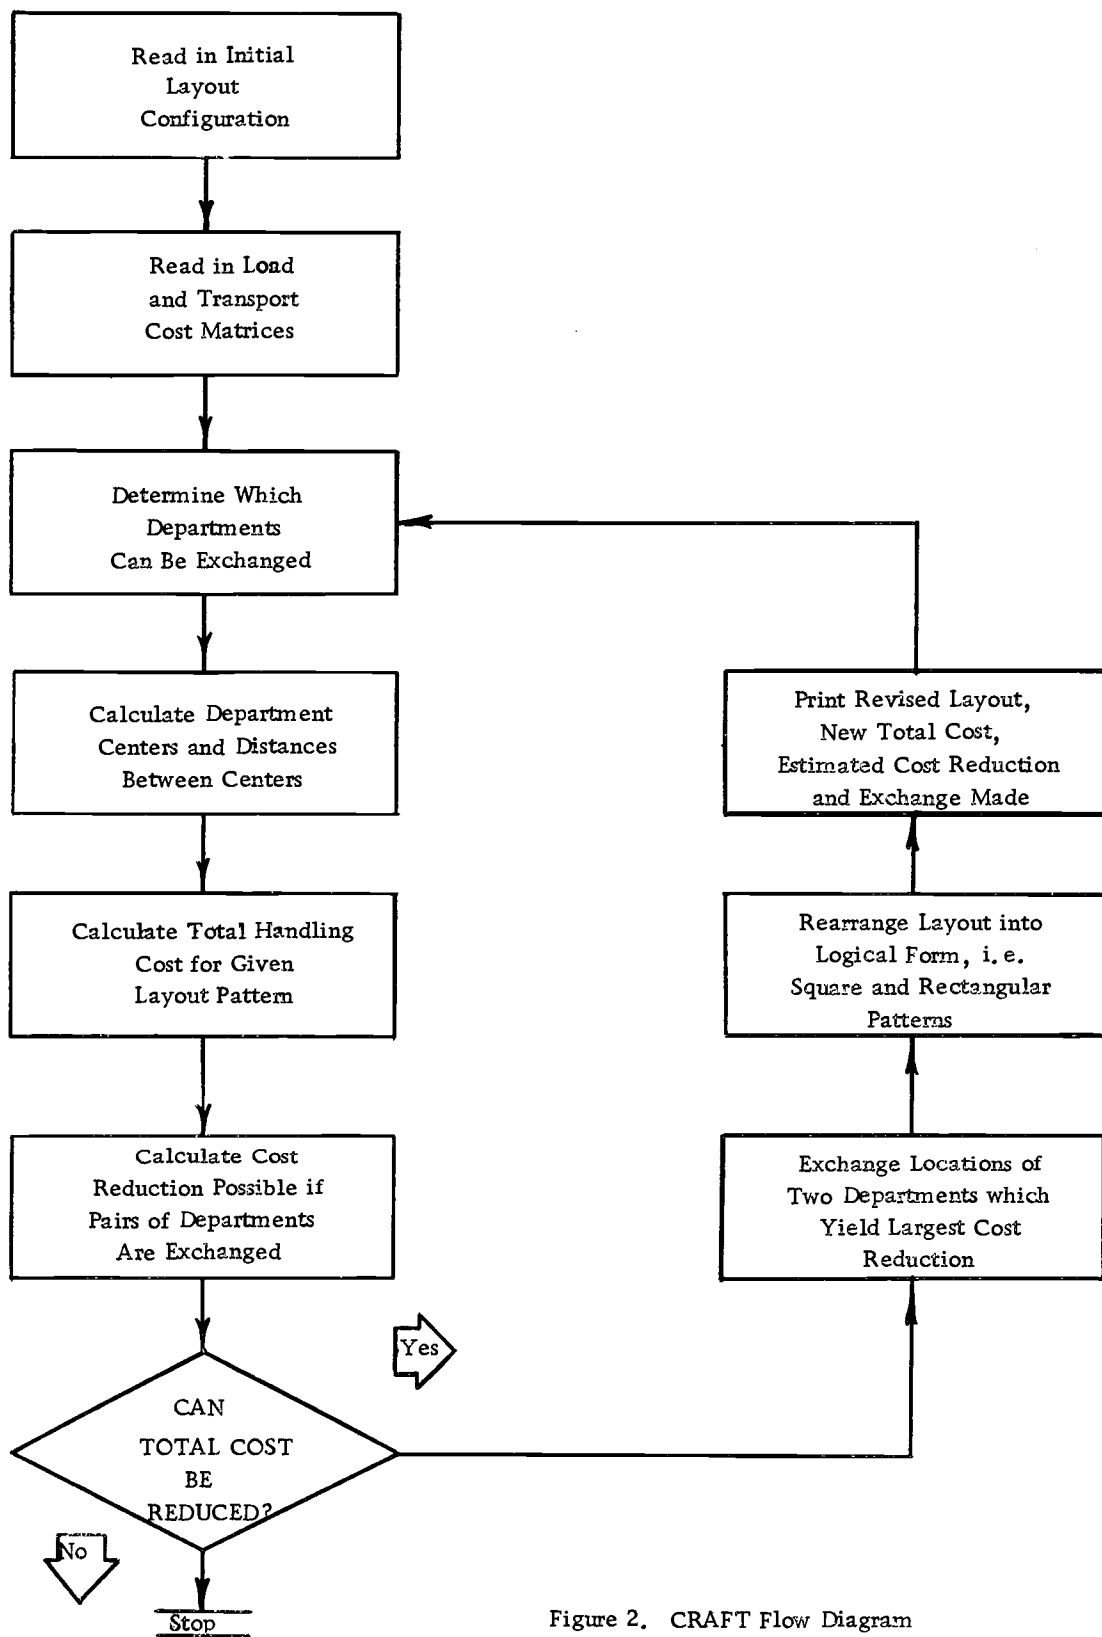 Read in Initial
Layout
Configuration
Read in Load
and Transport
Cost Matrices
Determine Which
Departments
Can Be Exchanged
Calculate Department
Centers and Distances
Between Centers
Calculate Total Handling
Cost for Given
Layout Pattern
Calculate Cost
Reduction Possible if
Pairs of Departments
Are Exchanged
CAN
TOTAL COST
BE
REDUCED?
Yes
No
Stop
Exchange Locations of
Two Departments which
Yield Largest Cost
Reduction
Rearrange Layout into
Logical Form, i.e.
Square and Rectangular
Patterns
Print Revised Layout,
New Total Cost,
Estimated Cost Reduction
and Exchange Made
Figure 2. CRAFT Flow Diagram